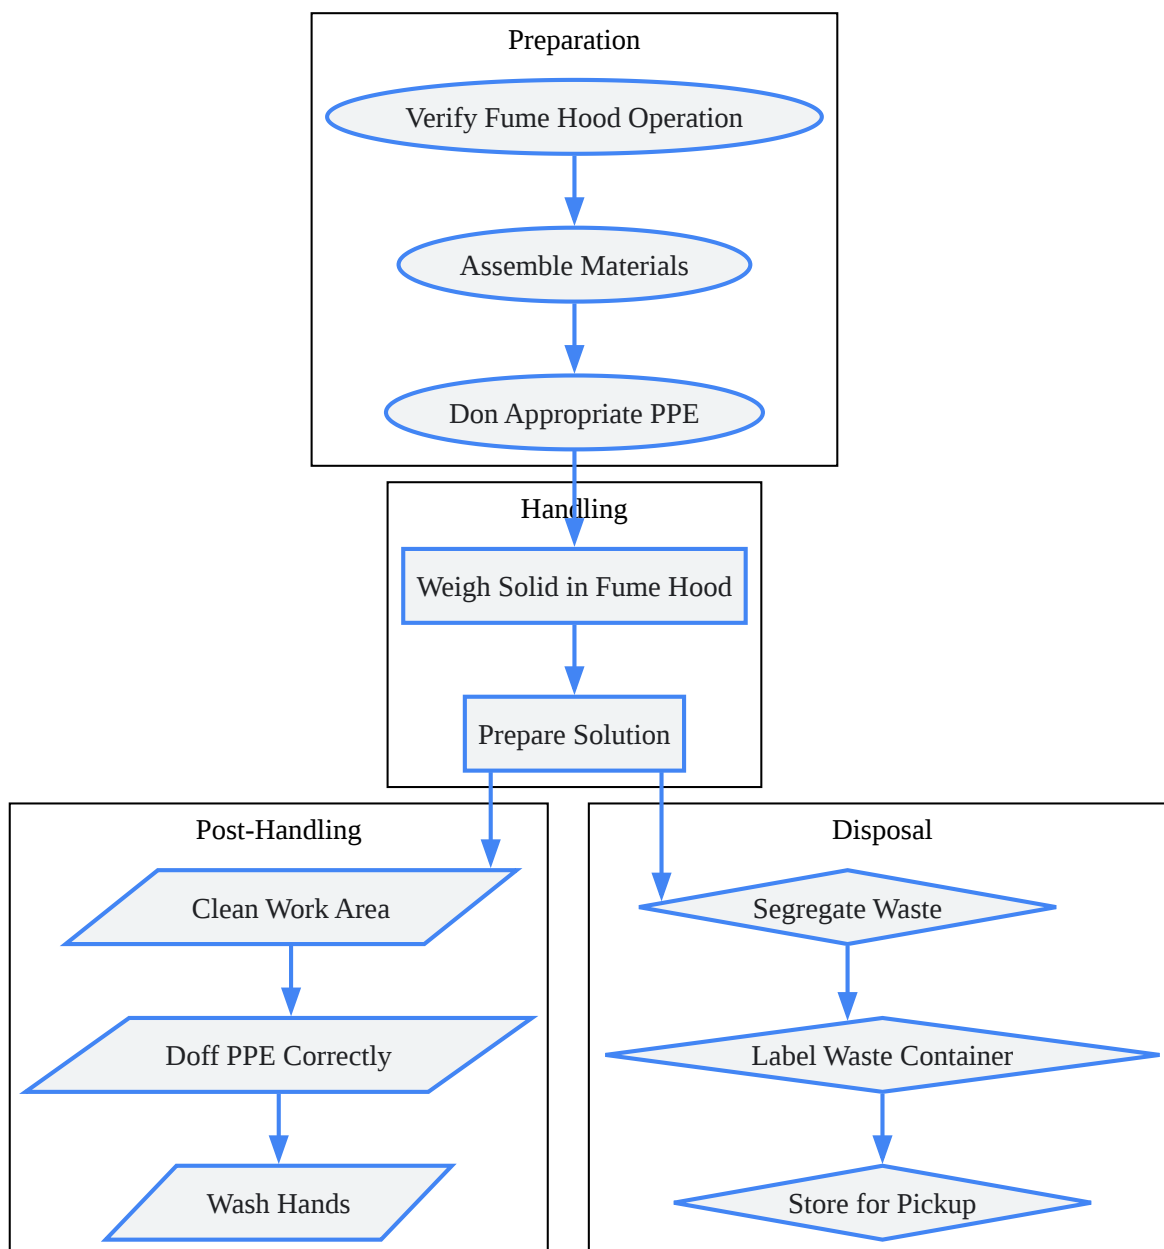 Preparation
Verify Fume Hood Operation
Assemble Materials
Don Appropriate PPE
Handling
Weigh Solid in Fume Hood
Prepare Solution
Post-Handling
Clean Work Area
Doff PPE Correctly
Wash Hands
Disposal
Segregate Waste
Label Waste Container
Store for Pickup